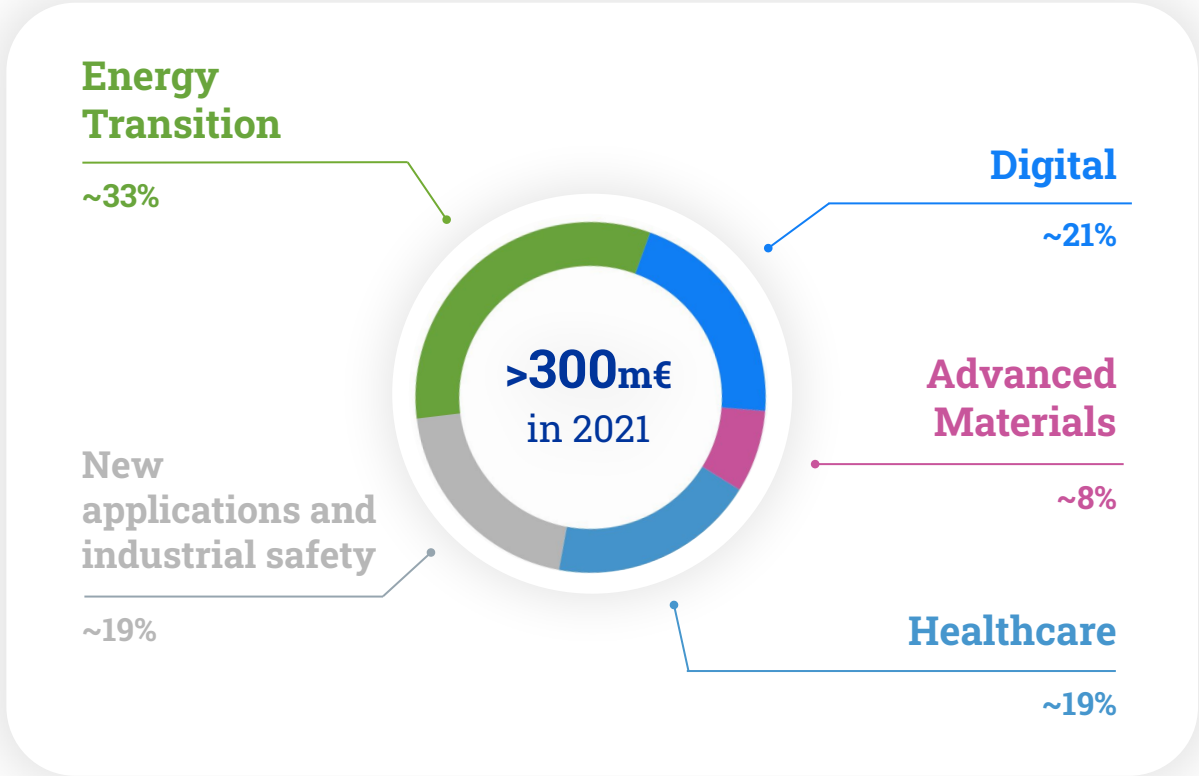 Energy
Transition
~33%
Digital
~21%
>300m€
in 2021
Advanced
Materials
~8%
New
applications and
industrial safety
~19%
Healthcare
~19%